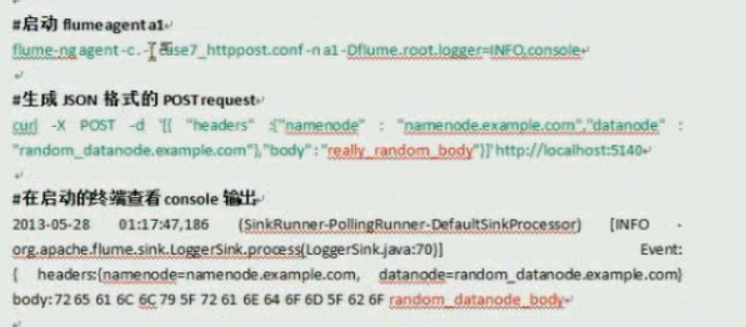 #启动 flume agent a1
flume-ng agent -c . -f case7_httppost.conf -n a1 -Dflume.root.logger=INFO,console
#生成 JSON 格式的 POST request
curl -X POST -d '[{ "headers" :{"namenode" : "namenode.example.com","datanode" :
"random_datanode.example.com"},"body" : "really_random_body"}]' http://localhost:5140
#在启动的终端查看 console 输出
2013-05-28 01:17:47,186 (SinkRunner-PollingRunner-DefaultSinkProcessor) [INFO -
org.apache.flume.sink.LoggerSink.process(LoggerSink.java:70)] Event:
{ headers:{namenode=namenode.example.com, datanode=random_datanode.example.com}
body: 72 65 61 6C 6C 79 5F 72 61 6E 64 6F 6D 5F 62 6F random_datanode_body